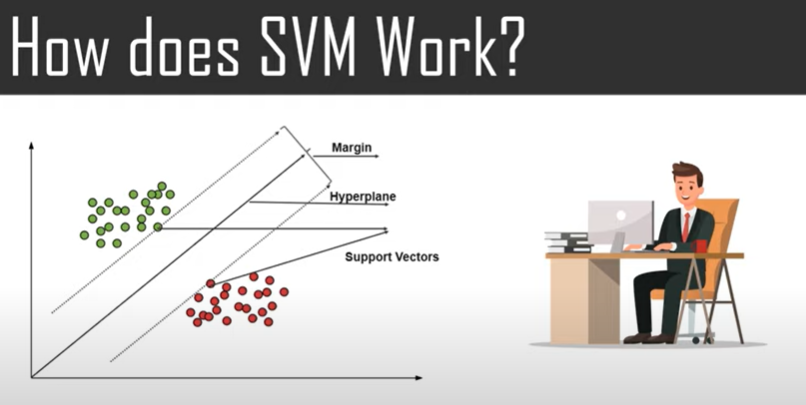 How does SVM Work?
Margin
Hyperplane
Support Vectors